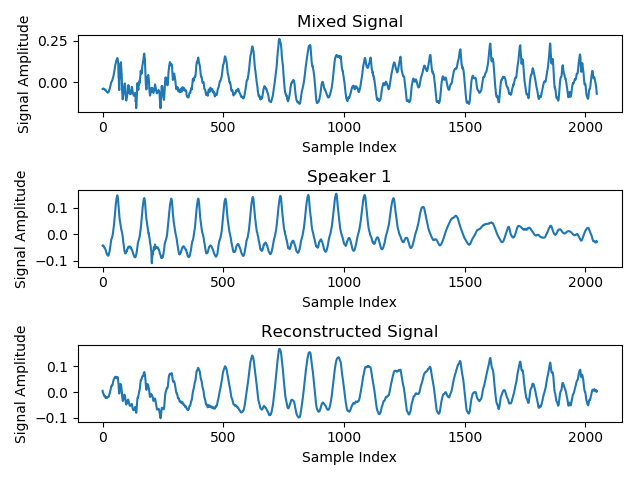 Mixed Signal
Signal Amplitude
0.25
0.00
0
500
1000
1500
2000
Sample Index
Speaker 1
Signal Amplitude
0.1
0.0
−0.1
0
500
1000
1500
2000
Sample Index
Reconstructed Signal
Signal Amplitude
0.1
0.0
−0.1
0
500
1000
1500
2000
Sample Index